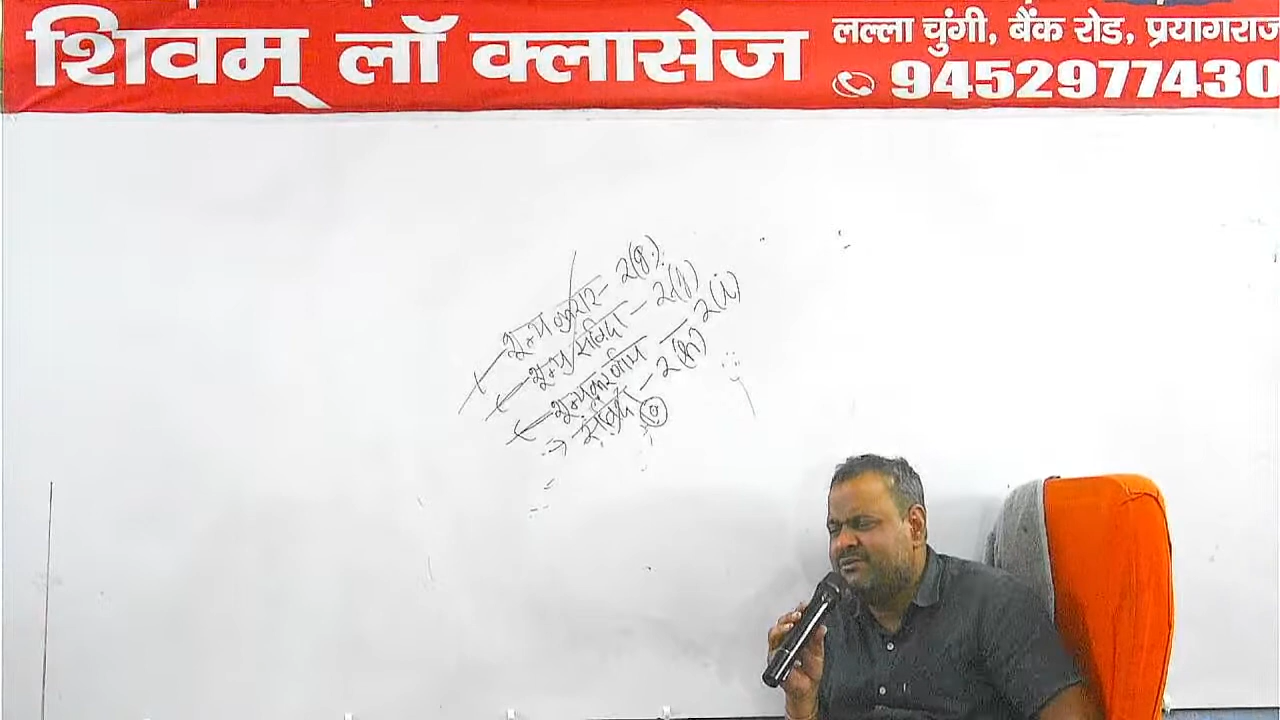 शिवम् लॉ क्लासेज
लल्ला चुंगी, बैंक रोड, प्रयागराज
9452977430
शून्य करार – 2(g)
शून्य संविदा – 2(j)
शून्यकरणीय – 2(i)
संविदा – 2(h)